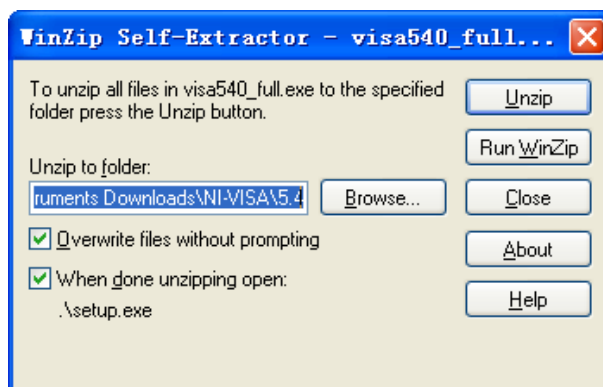 WinZip Self-Extractor - visa540_full...
To unzip all files in visa540_full.exe to the specified
folder press the Unzip button.
Unzip
Run WinZip
Unzip to folder:
ruments Downloads\NI-VISA\5.4
Browse...
Close
Overwrite files without prompting
About
When done unzipping open:
.\setup.exe
Help